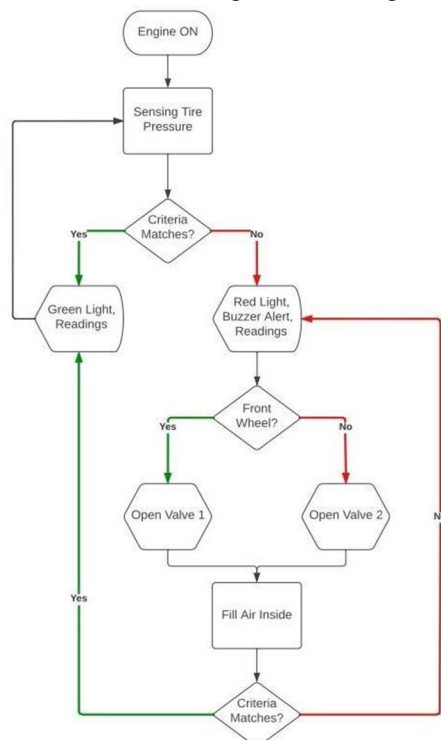 Engine ON
Sensing Tire
Pressure
Criteria
Matches?
Yes
No
Green Light,
Readings
Red Light,
Buzzer Alert,
Readings
Front
Wheel?
Yes
No
Open Valve 1
Open Valve 2
Fill Air Inside
Yes
Criteria
Matches?